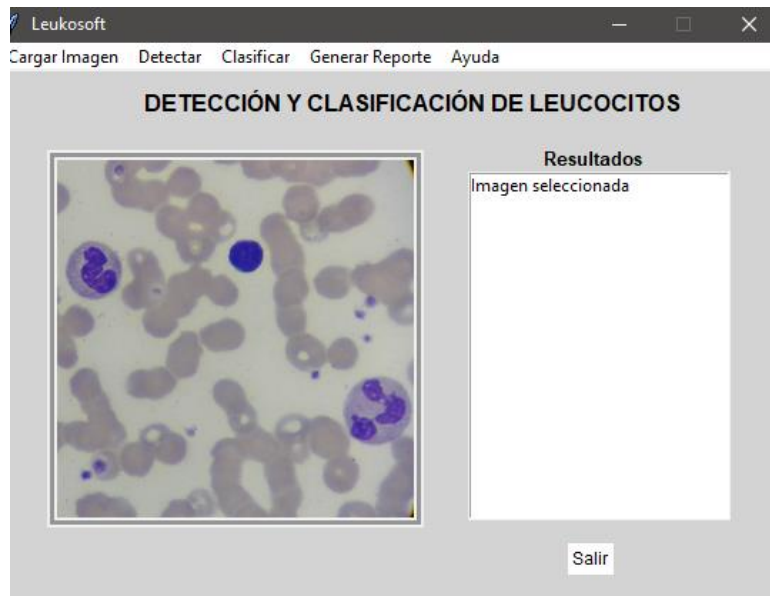 Leukosoft
Cargar Imagen Detectar Clasificar Generar Reporte Ayuda
DETECCIÓN Y CLASIFICACIÓN DE LEUCOCITOS
Resultados
Imagen seleccionada
Salir